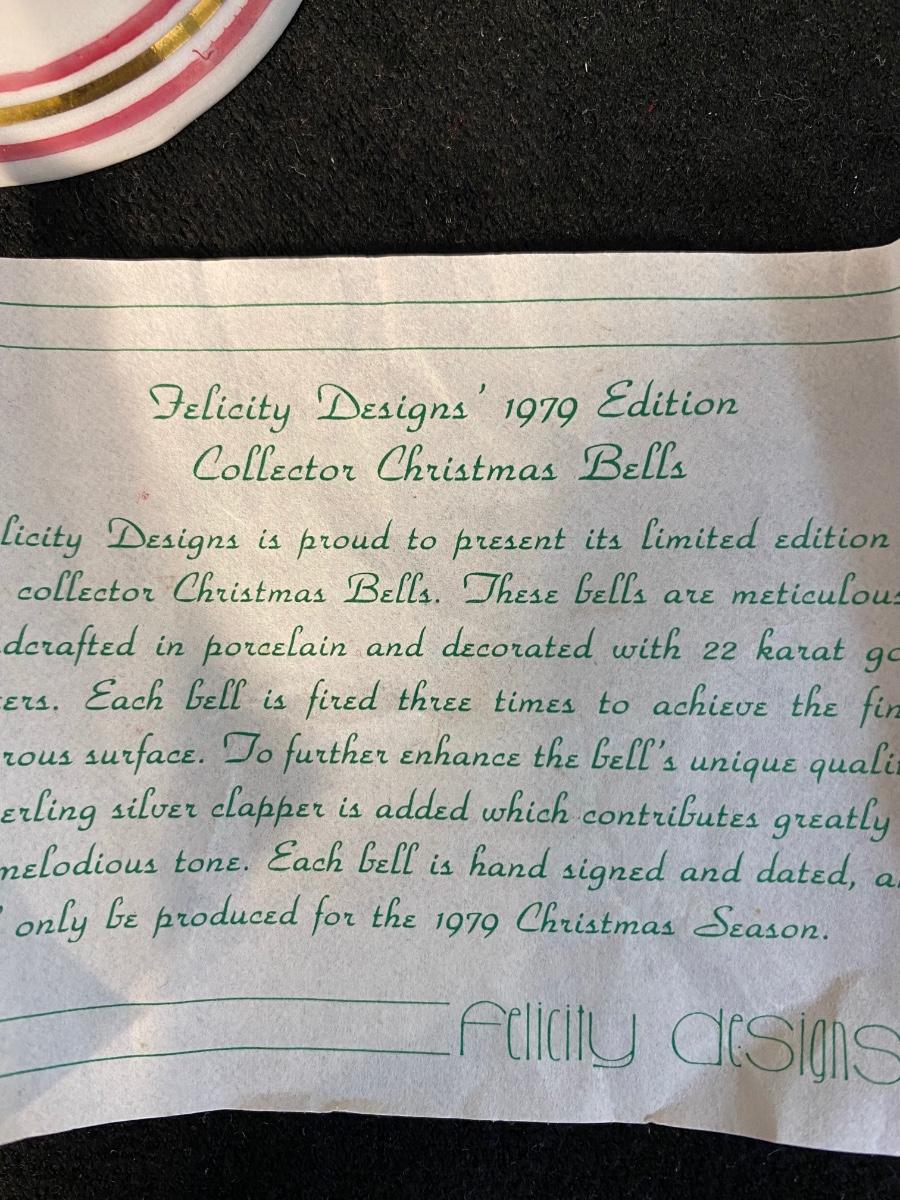 Felicity Designs' 1979 Edition
Collector Christmas Bells
licity Designs is proud to present its limited edition
collector Christmas Bells. These bells are meticulous
dcrafted in porcelain and decorated with 22 karat go
ers. Each bell is fired three times to achieve the fin
rous surface. To further enhance the bell's unique quali
erling silver clapper is added which contributes greatly
melodious tone. Each bell is hand signed and dated, a
only be produced for the 1979 Christmas Season.
felicity designs